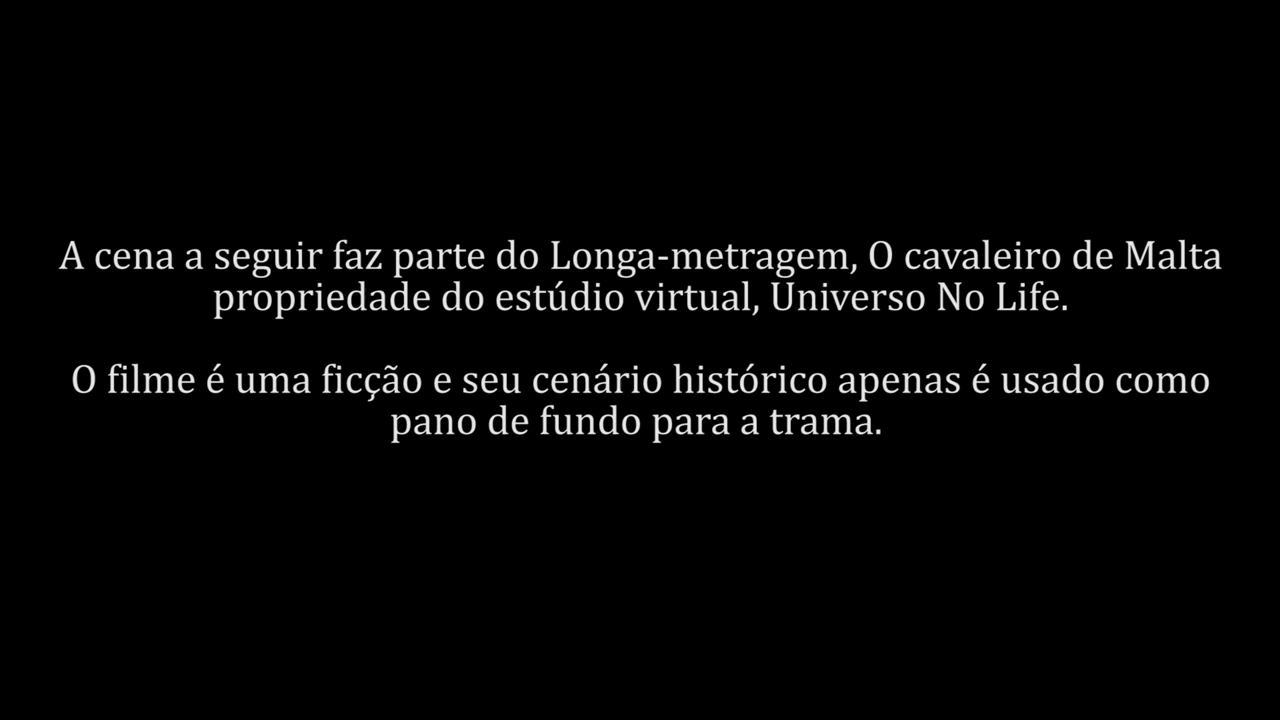 A cena a seguir faz parte do Longa-metragem, O cavaleiro de Malta
propriedade do estúdio virtual, Universo No Life.
O filme é uma ficção e seu cenário histórico apenas é usado como
pano de fundo para a trama.